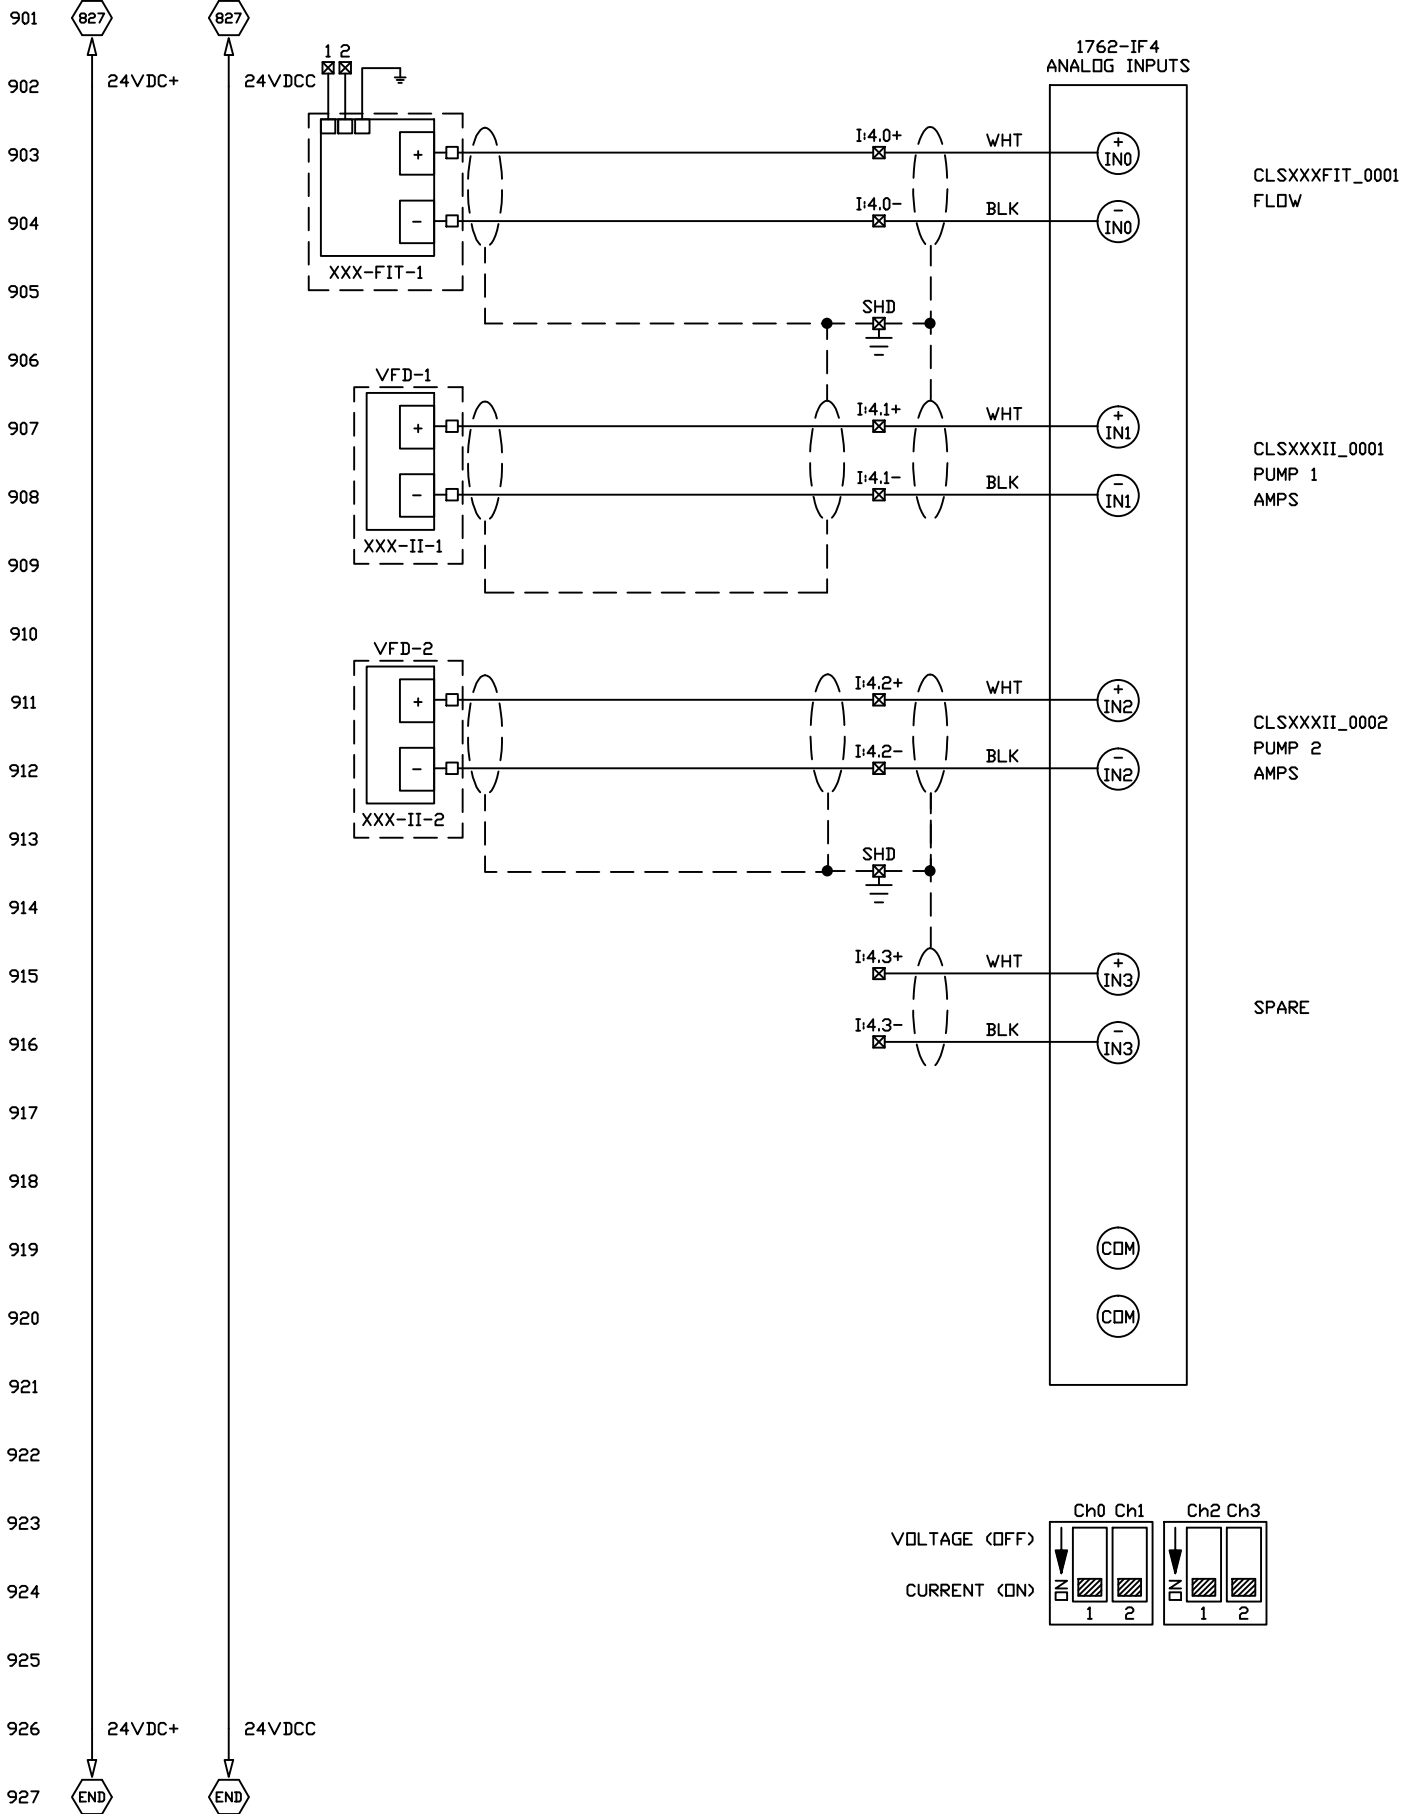 901 827 827
1762-IF4
ANALOG INPUTS
1 2
902 24VDC+ 24VDCC
903 + I:4.0+ WHT + IN0
CLSXXXFIT_0001
FLOW
904 - I:4.0- BLK - IN0
XXX-FIT-1
905
SHD
906
VFD-1
907 + I:4.1+ WHT + IN1
CLSXXXII_0001
PUMP 1
AMPS
908 - I:4.1- BLK - IN1
XXX-II-1
909
910
VFD-2
911 + I:4.2+ WHT + IN2
CLSXXXII_0002
PUMP 2
AMPS
912 - I:4.2- BLK - IN2
XXX-II-2
913
SHD
914
915 I:4.3+ WHT + IN3
SPARE
916 I:4.3- BLK - IN3
917
918
919 COM
920 COM
921
922
923 Ch0 Ch1 Ch2 Ch3
VOLTAGE (OFF)
924 CURRENT (ON) ON ON
1 2 1 2
925
926 24VDC+ 24VDCC
927 END END